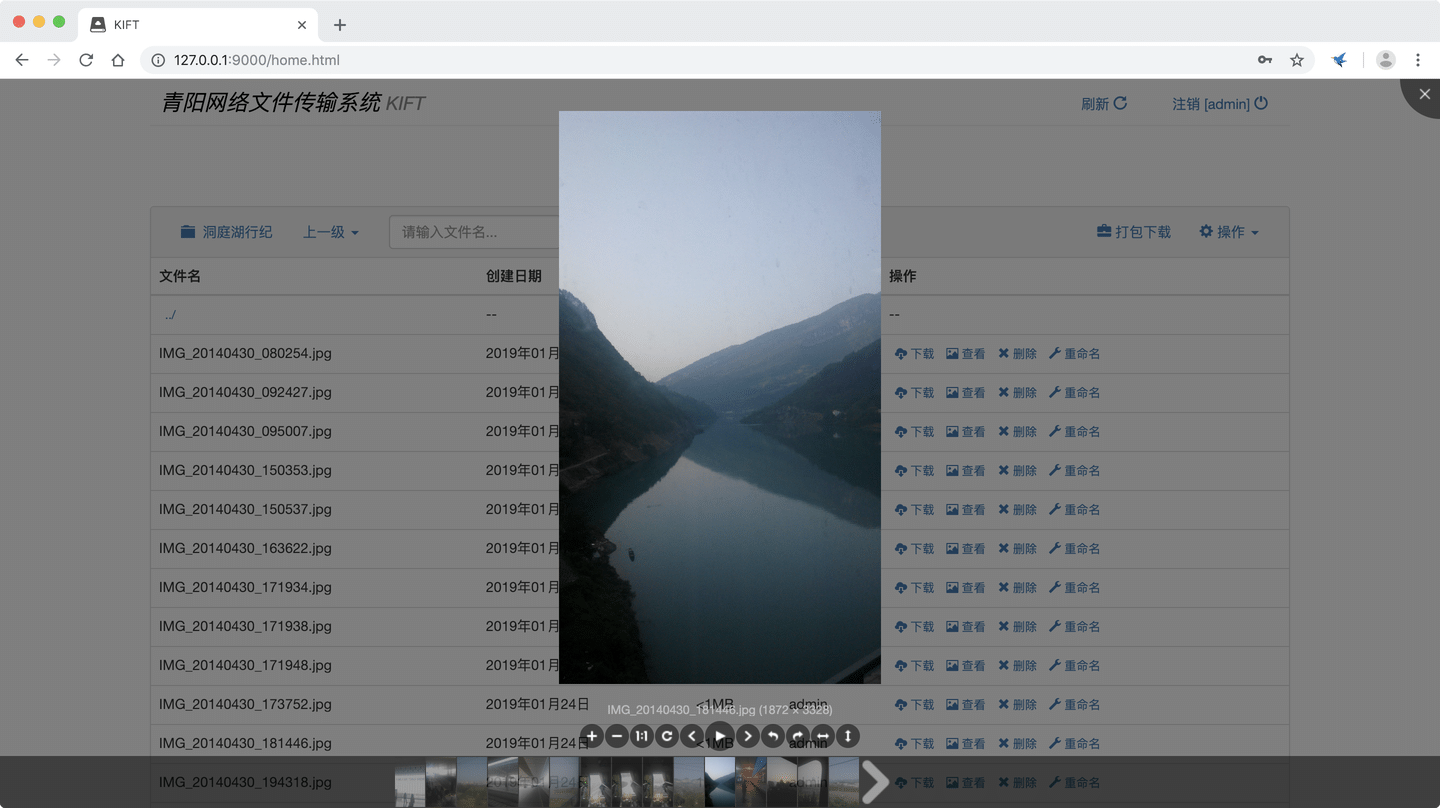 KIFT
127.0.0.1:9000/home.html
青阳网络文件传输系统 KIFT 刷新 注销 [admin]
洞庭湖行纪 上一级 请输入文件名... 打包下载 操作
文件名 创建日期 操作
../ -- --
IMG_20140430_080254.jpg 2019年01月 下载 查看 删除 重命名
IMG_20140430_092427.jpg 2019年01月 下载 查看 删除 重命名
IMG_20140430_095007.jpg 2019年01月 下载 查看 删除 重命名
IMG_20140430_150353.jpg 2019年01月 下载 查看 删除 重命名
IMG_20140430_150537.jpg 2019年01月 下载 查看 删除 重命名
IMG_20140430_163622.jpg 2019年01月 下载 查看 删除 重命名
IMG_20140430_171934.jpg 2019年01月 下载 查看 删除 重命名
IMG_20140430_171938.jpg 2019年01月 下载 查看 删除 重命名
IMG_20140430_171948.jpg 2019年01月 下载 查看 删除 重命名
IMG_20140430_173752.jpg 2019年01月24日 <1MB admin 下载 查看 删除 重命名
IMG_20140430_181446.jpg (1872 × 3328)
1:1
IMG_20140430_181446.jpg 2019年01月24日 <1MB admin 下载 查看 删除 重命名
IMG_20140430_194318.jpg 2019年01月24日 admin 下载 查看 删除 重命名